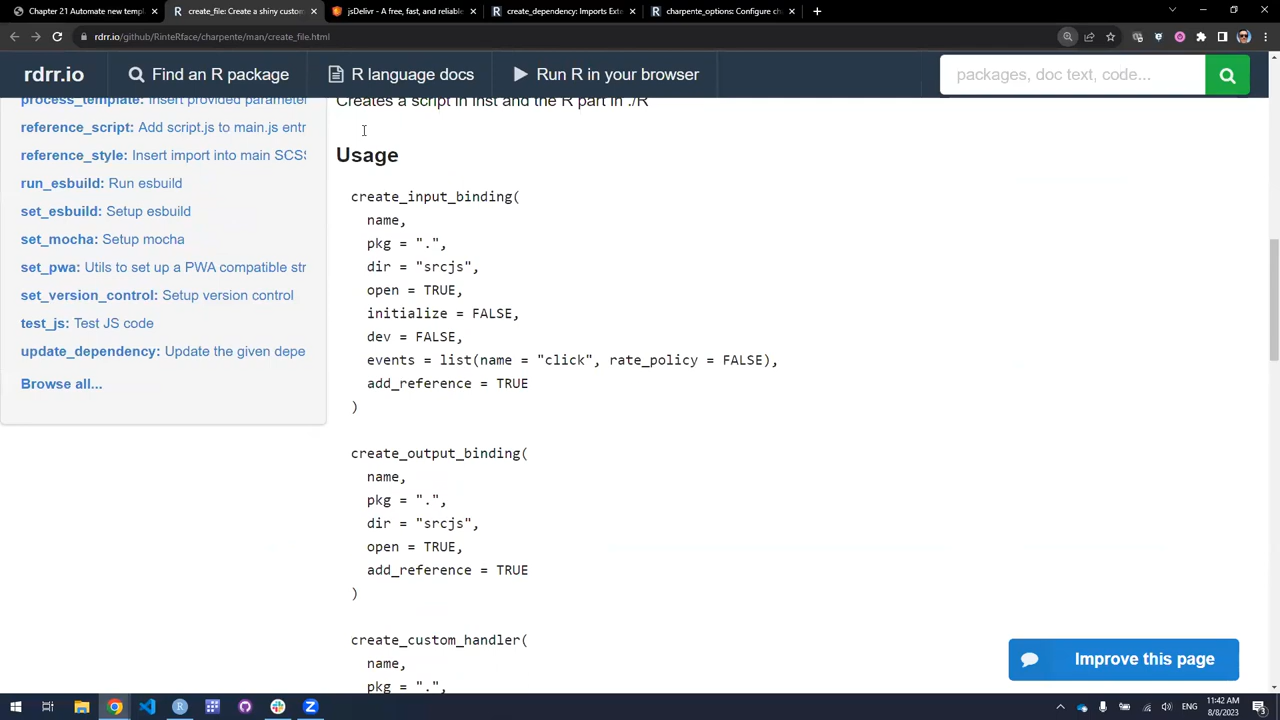 Chapter 21 Automate new templ
create_file: Create a shiny custom
jsDelivr - A free, fast, and reliable
create_dependency: Imports Exte
charpente_options: Configure ch
rdrr.io/github/RinteRface/charpente/man/create_file.html
rdrr.io
Find an R package
R language docs
Run R in your browser
packages, doc text, code...
process_template: Insert provided parameter
reference_script: Add script.js to main.js entr
reference_style: Insert import into main SCSS
run_esbuild: Run esbuild
set_esbuild: Setup esbuild
set_mocha: Setup mocha
set_pwa: Utils to set up a PWA compatible str
set_version_control: Setup version control
test_js: Test JS code
update_dependency: Update the given depe
Browse all...
Creates a script in inst and the R part in ./R
Usage
create_input_binding(
name,
pkg = ".",
dir = "srcjs",
open = TRUE,
initialize = FALSE,
dev = FALSE,
events = list(name = "click", rate_policy = FALSE),
add_reference = TRUE
)
create_output_binding(
name,
pkg = ".",
dir = "srcjs",
open = TRUE,
add_reference = TRUE
)
create_custom_handler(
name,
pkg = ".",
Improve this page
11:42 AM
8/8/2023